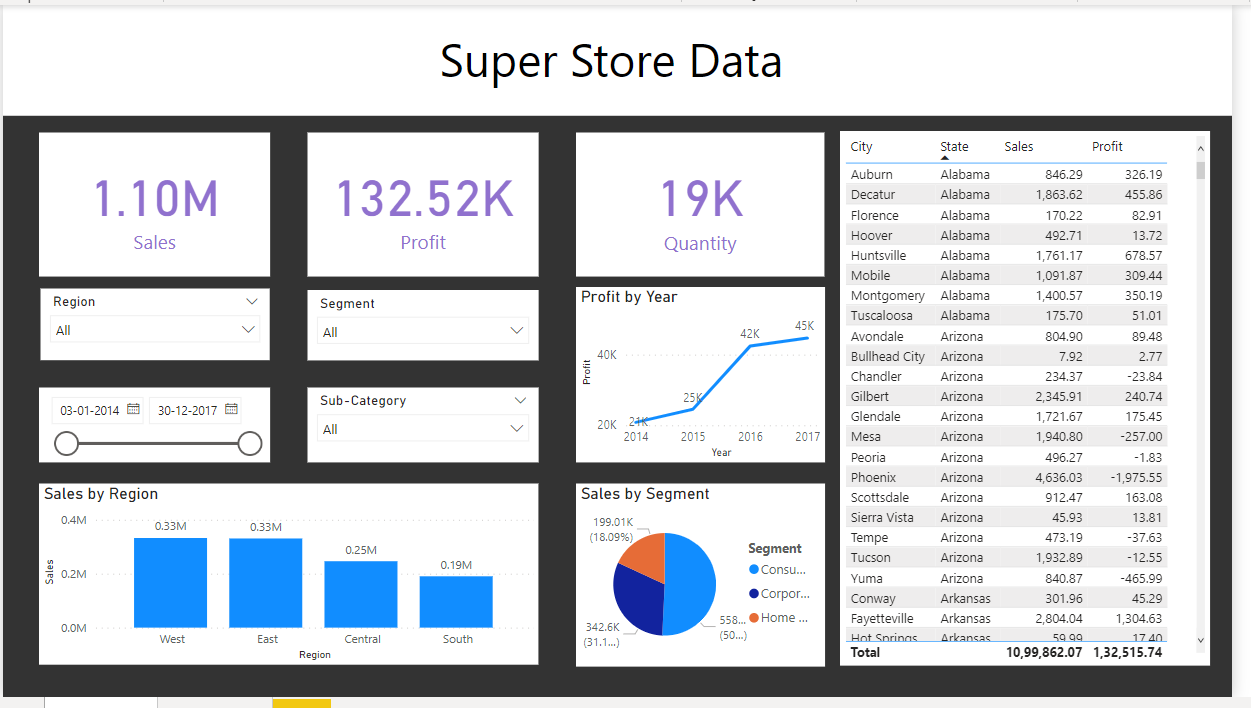 Super Store Data
1.10M
Sales
132.52K
Profit
19K
Quantity
Region
All
Segment
All
03-01-2014 30-12-2017
Sub-Category
All
Profit by Year
Profit
40K
20K
21K
25K
42K
45K
2014 2015 2016 2017
Year
Sales by Region
Sales
0.4M
0.2M
0.0M
0.33M
0.33M
0.25M
0.19M
West East Central South
Region
Sales by Segment
199.01K
(18.09%)
342.6K
(31.1...)
558...
(50...)
Segment
Consu...
Corpor...
Home ...
City State Sales Profit
Auburn Alabama 846.29 326.19
Decatur Alabama 1,863.62 455.86
Florence Alabama 170.22 82.91
Hoover Alabama 492.71 13.72
Huntsville Alabama 1,761.17 678.57
Mobile Alabama 1,091.87 309.44
Montgomery Alabama 1,400.57 350.19
Tuscaloosa Alabama 175.70 51.01
Avondale Arizona 804.90 89.48
Bullhead City Arizona 7.92 2.77
Chandler Arizona 234.37 -23.84
Gilbert Arizona 2,345.91 240.74
Glendale Arizona 1,721.67 175.45
Mesa Arizona 1,940.80 -257.00
Peoria Arizona 496.27 -1.83
Phoenix Arizona 4,636.03 -1,975.55
Scottsdale Arizona 912.47 163.08
Sierra Vista Arizona 45.93 13.81
Tempe Arizona 473.19 -37.63
Tucson Arizona 1,932.89 -12.55
Yuma Arizona 840.87 -465.99
Conway Arkansas 301.96 45.29
Fayetteville Arkansas 2,804.04 1,304.63
Hot Springs Arkansas 59.99 17.40
Total 10,99,862.07 1,32,515.74